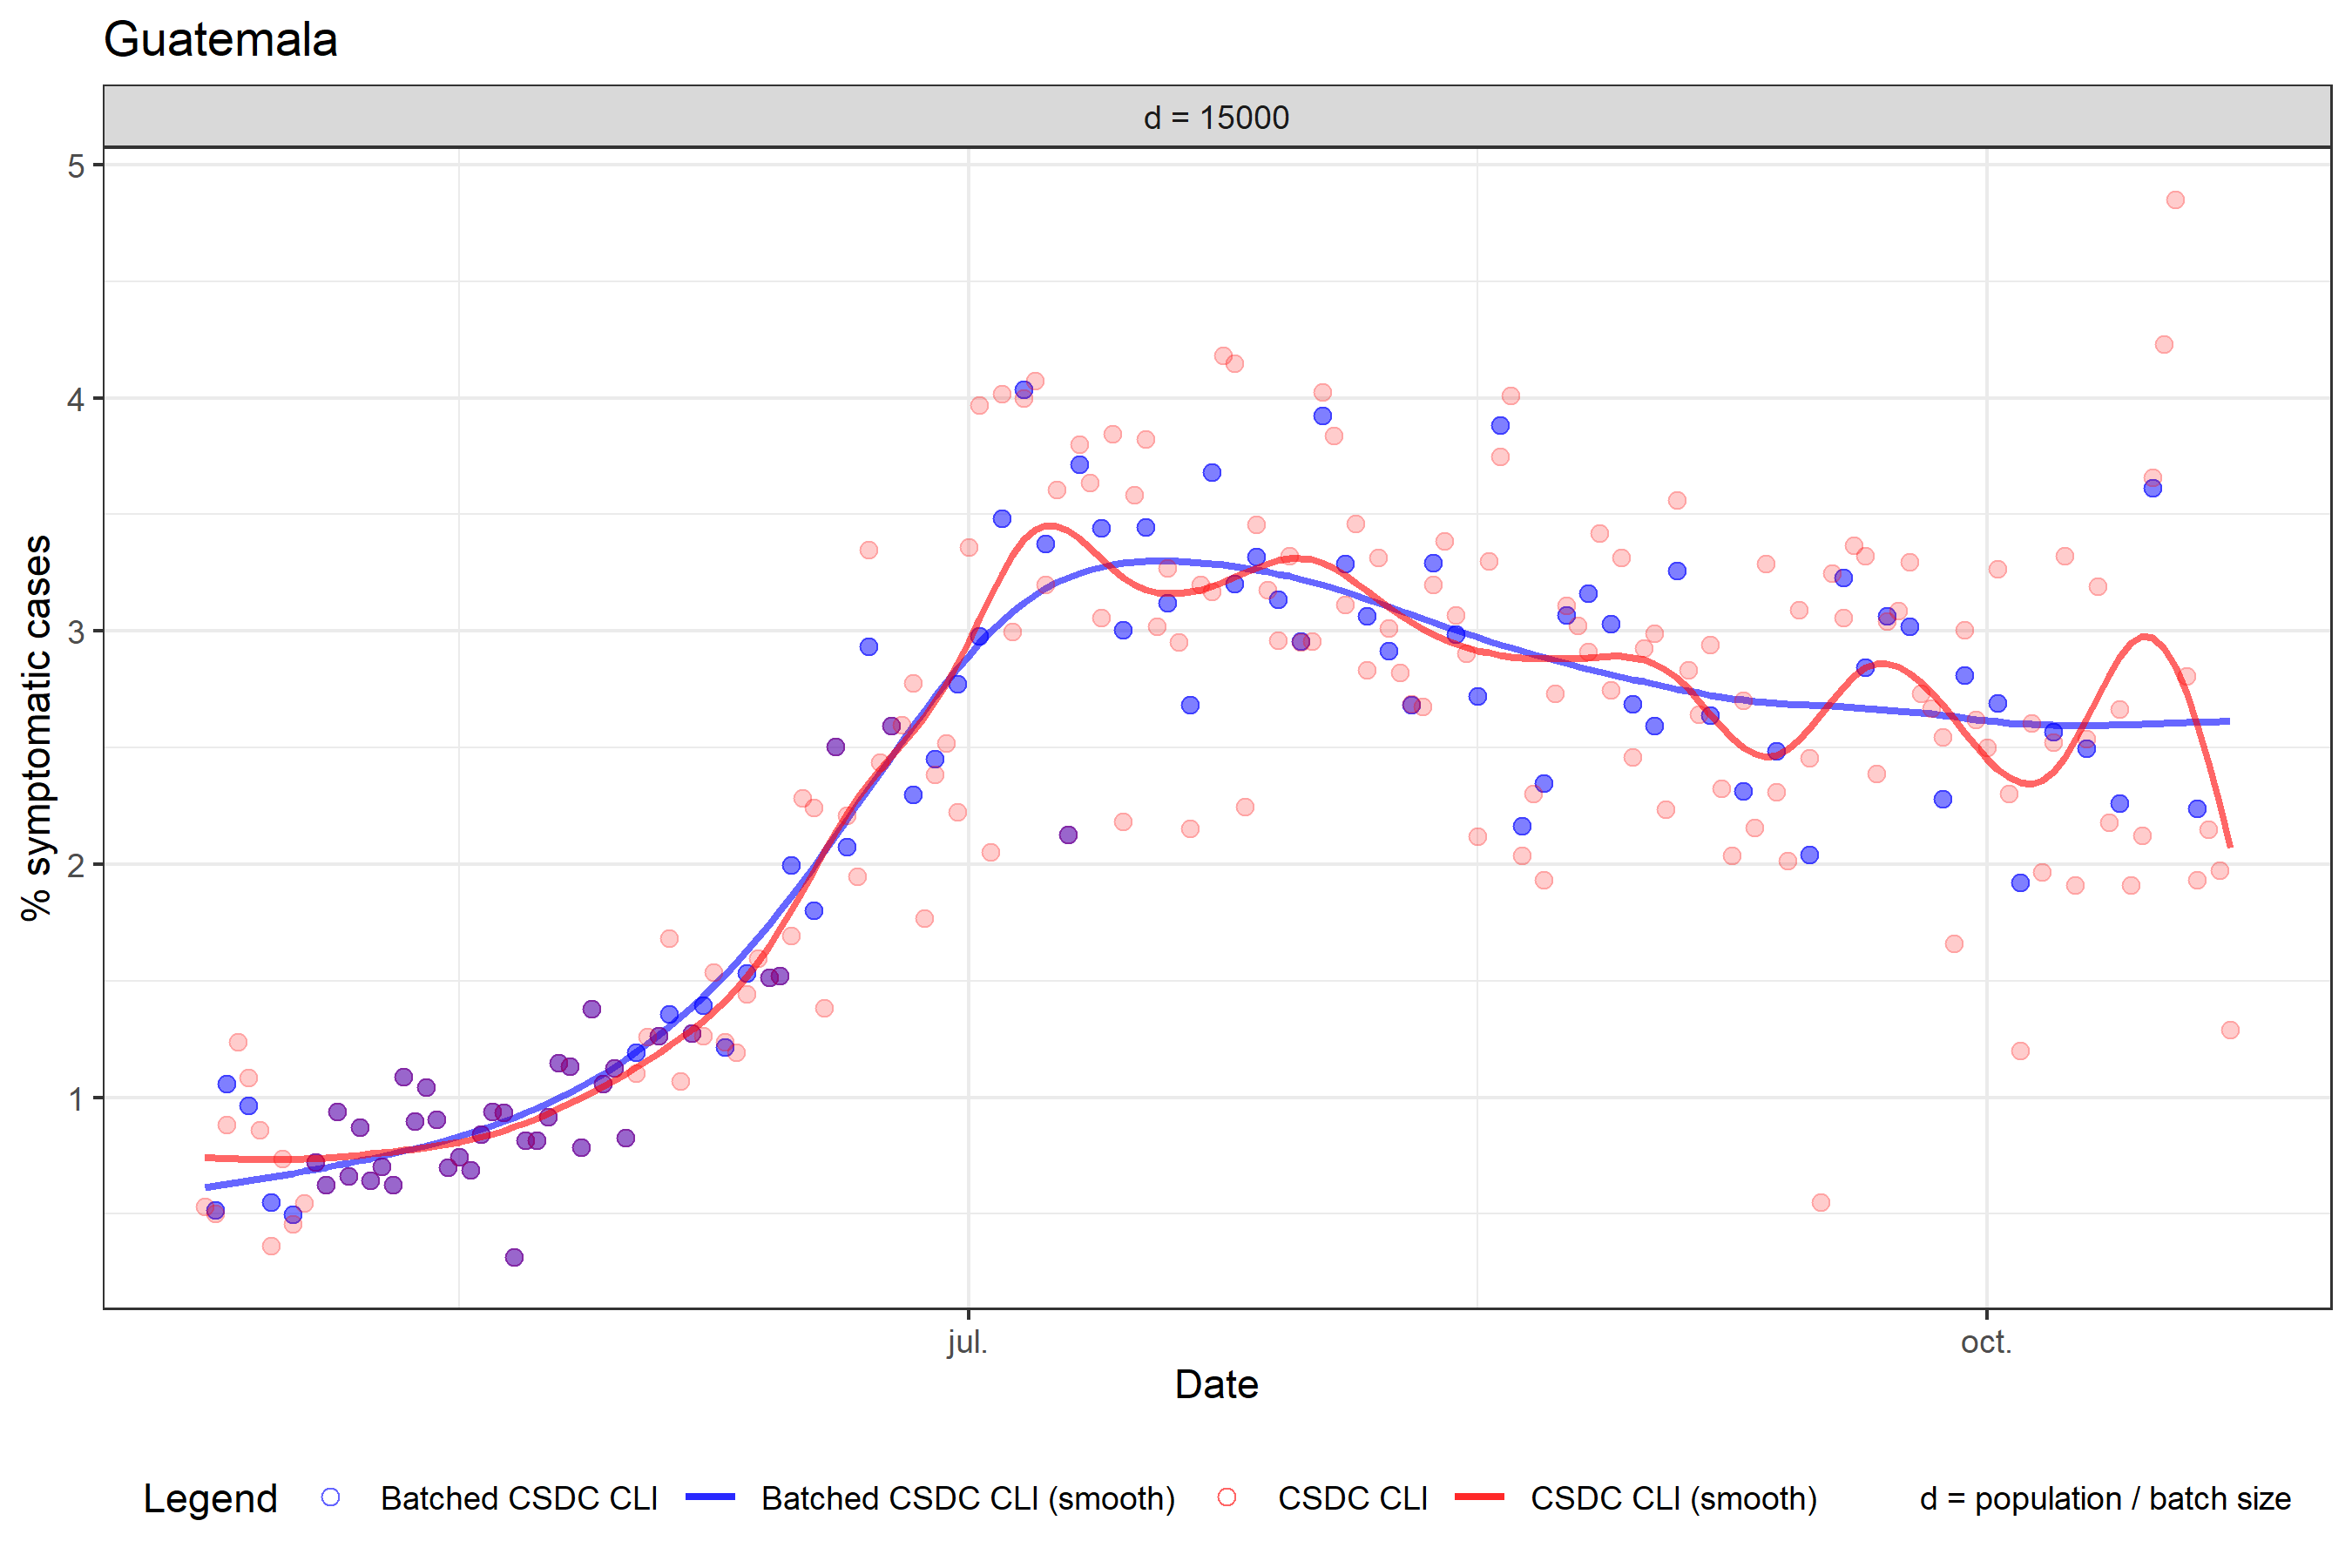 Guatemala
d = 15000
5
4
3
2
1
% symptomatic cases
jul.
oct.
Date
Legend
Batched CSDC CLI
Batched CSDC CLI (smooth)
CSDC CLI
CSDC CLI (smooth)
d = population / batch size